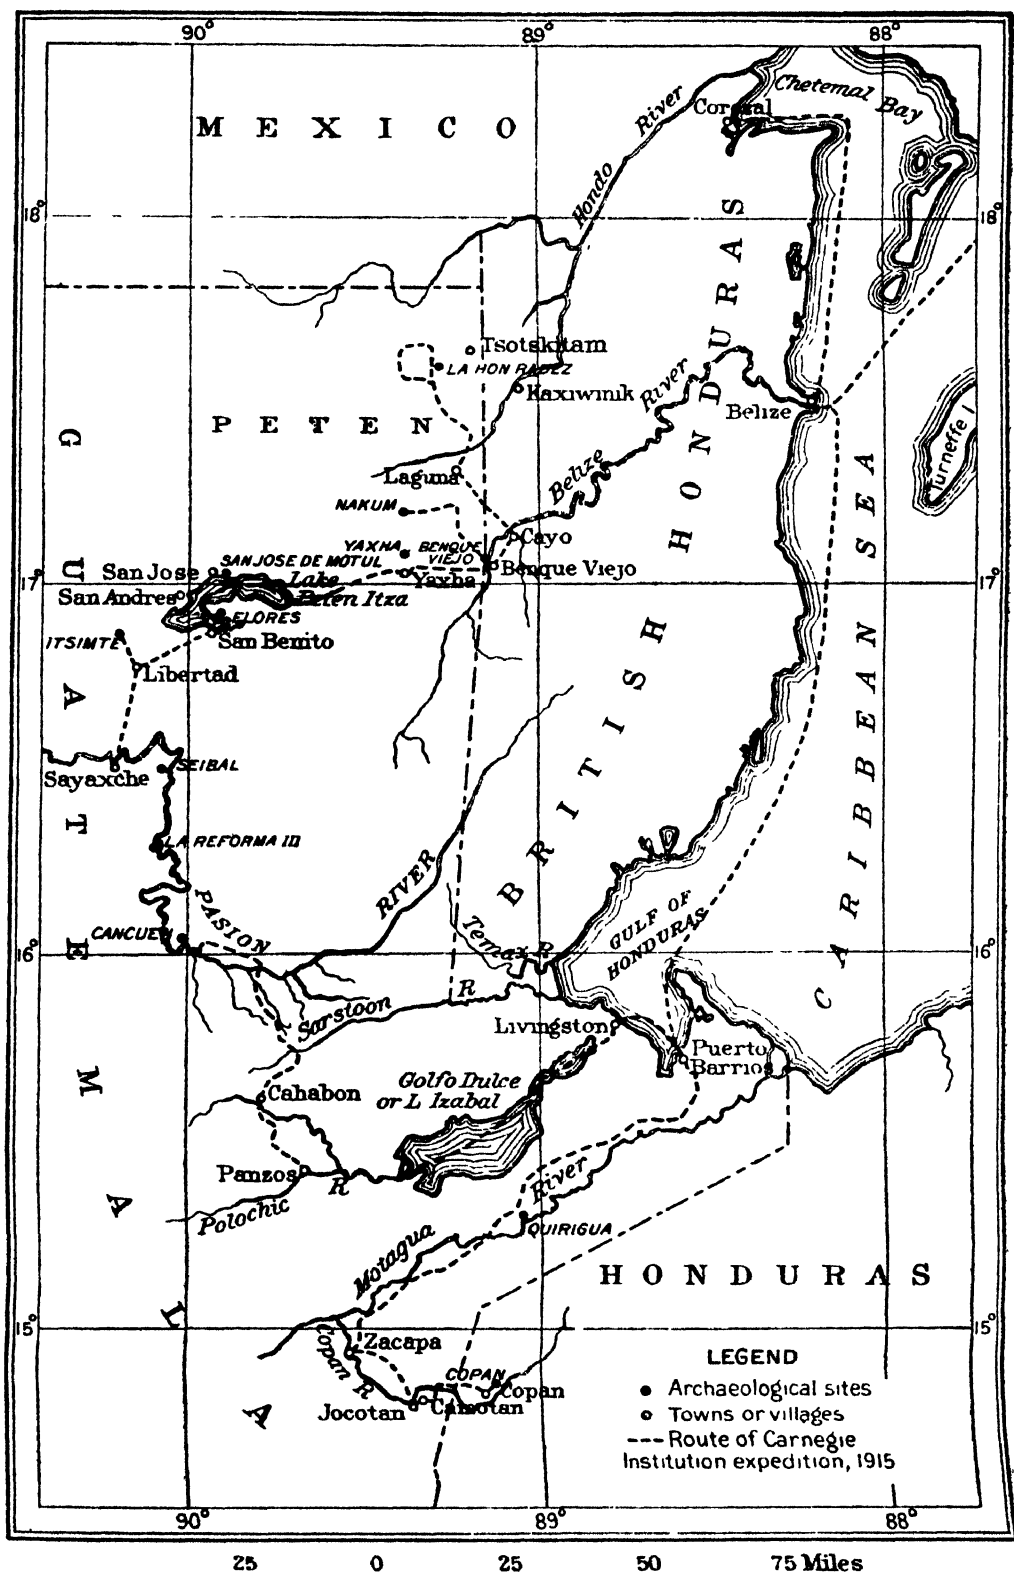 90° 89° 88°
MEXICO
Hondo River
Corozal
Chetemal Bay
18° 18°
Tsotskitam
LA HON RADEZ
Kaxiwinik
PETEN
Laguna
NAKUM
Belize River
Belize
Turneffe I
YAXHA
BENQUE VIEJO
Cayo
SAN JOSE DE MOTUL
San Jose
Lake Peten Itza
Yaxha
Benque Viejo
17° 17°
San Andres
FLORES
San Benito
ITSIMTE
Libertad
BRITISH HONDURAS
CARIBBEAN SEA
GUATEMALA
Sayaxche
SEIBAL
LA REFORMA III
PASION RIVER
CANCUEN
Temax R
GULF OF HONDURAS
16° 16°
Sarstoon R
Livingston
Puerto Barrios
Golfo Dulce
or L Izabal
Cahabon
Panzos
Polochic R
Motagua River
QUIRIGUA
HONDURAS
15° 15°
Copan R
Zacapa
COPAN
Copan
Jocotan
Camotan
LEGEND
Archaeological sites
Towns or villages
Route of Carnegie
Institution expedition, 1915
90° 89° 88°
25 0 25 50 75 Miles